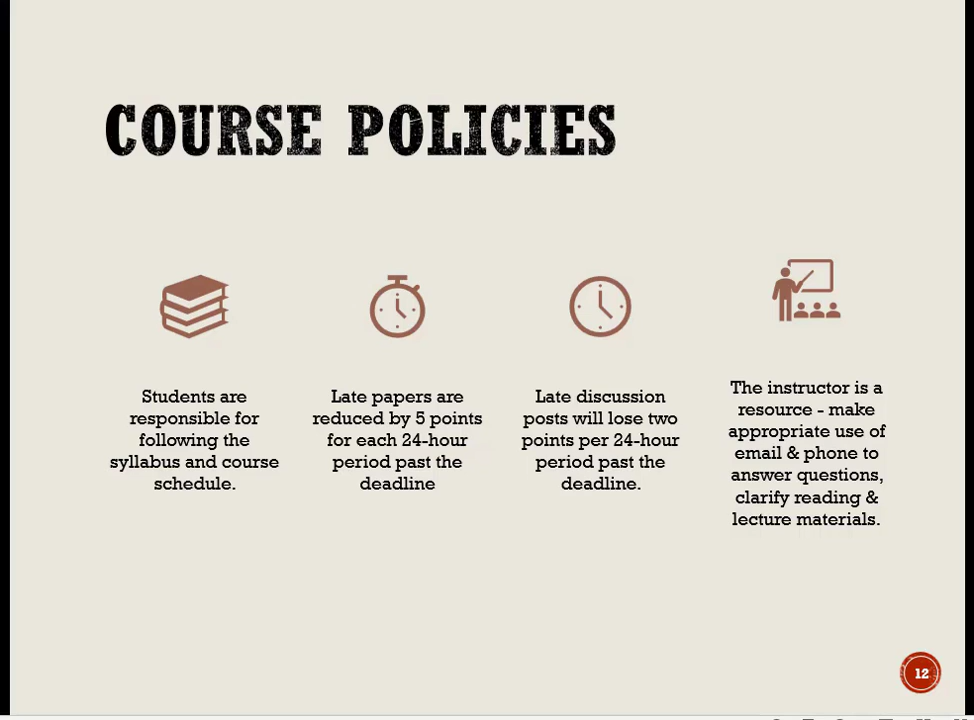 COURSE POLICIES
Students are
responsible for
following the
syllabus and course
schedule.
Late papers are
reduced by 5 points
for each 24-hour
period past the
deadline
Late discussion
posts will lose two
points per 24-hour
period past the
deadline.
The instructor is a
resource - make
appropriate use of
email & phone to
answer questions,
clarify reading &
lecture materials.
12